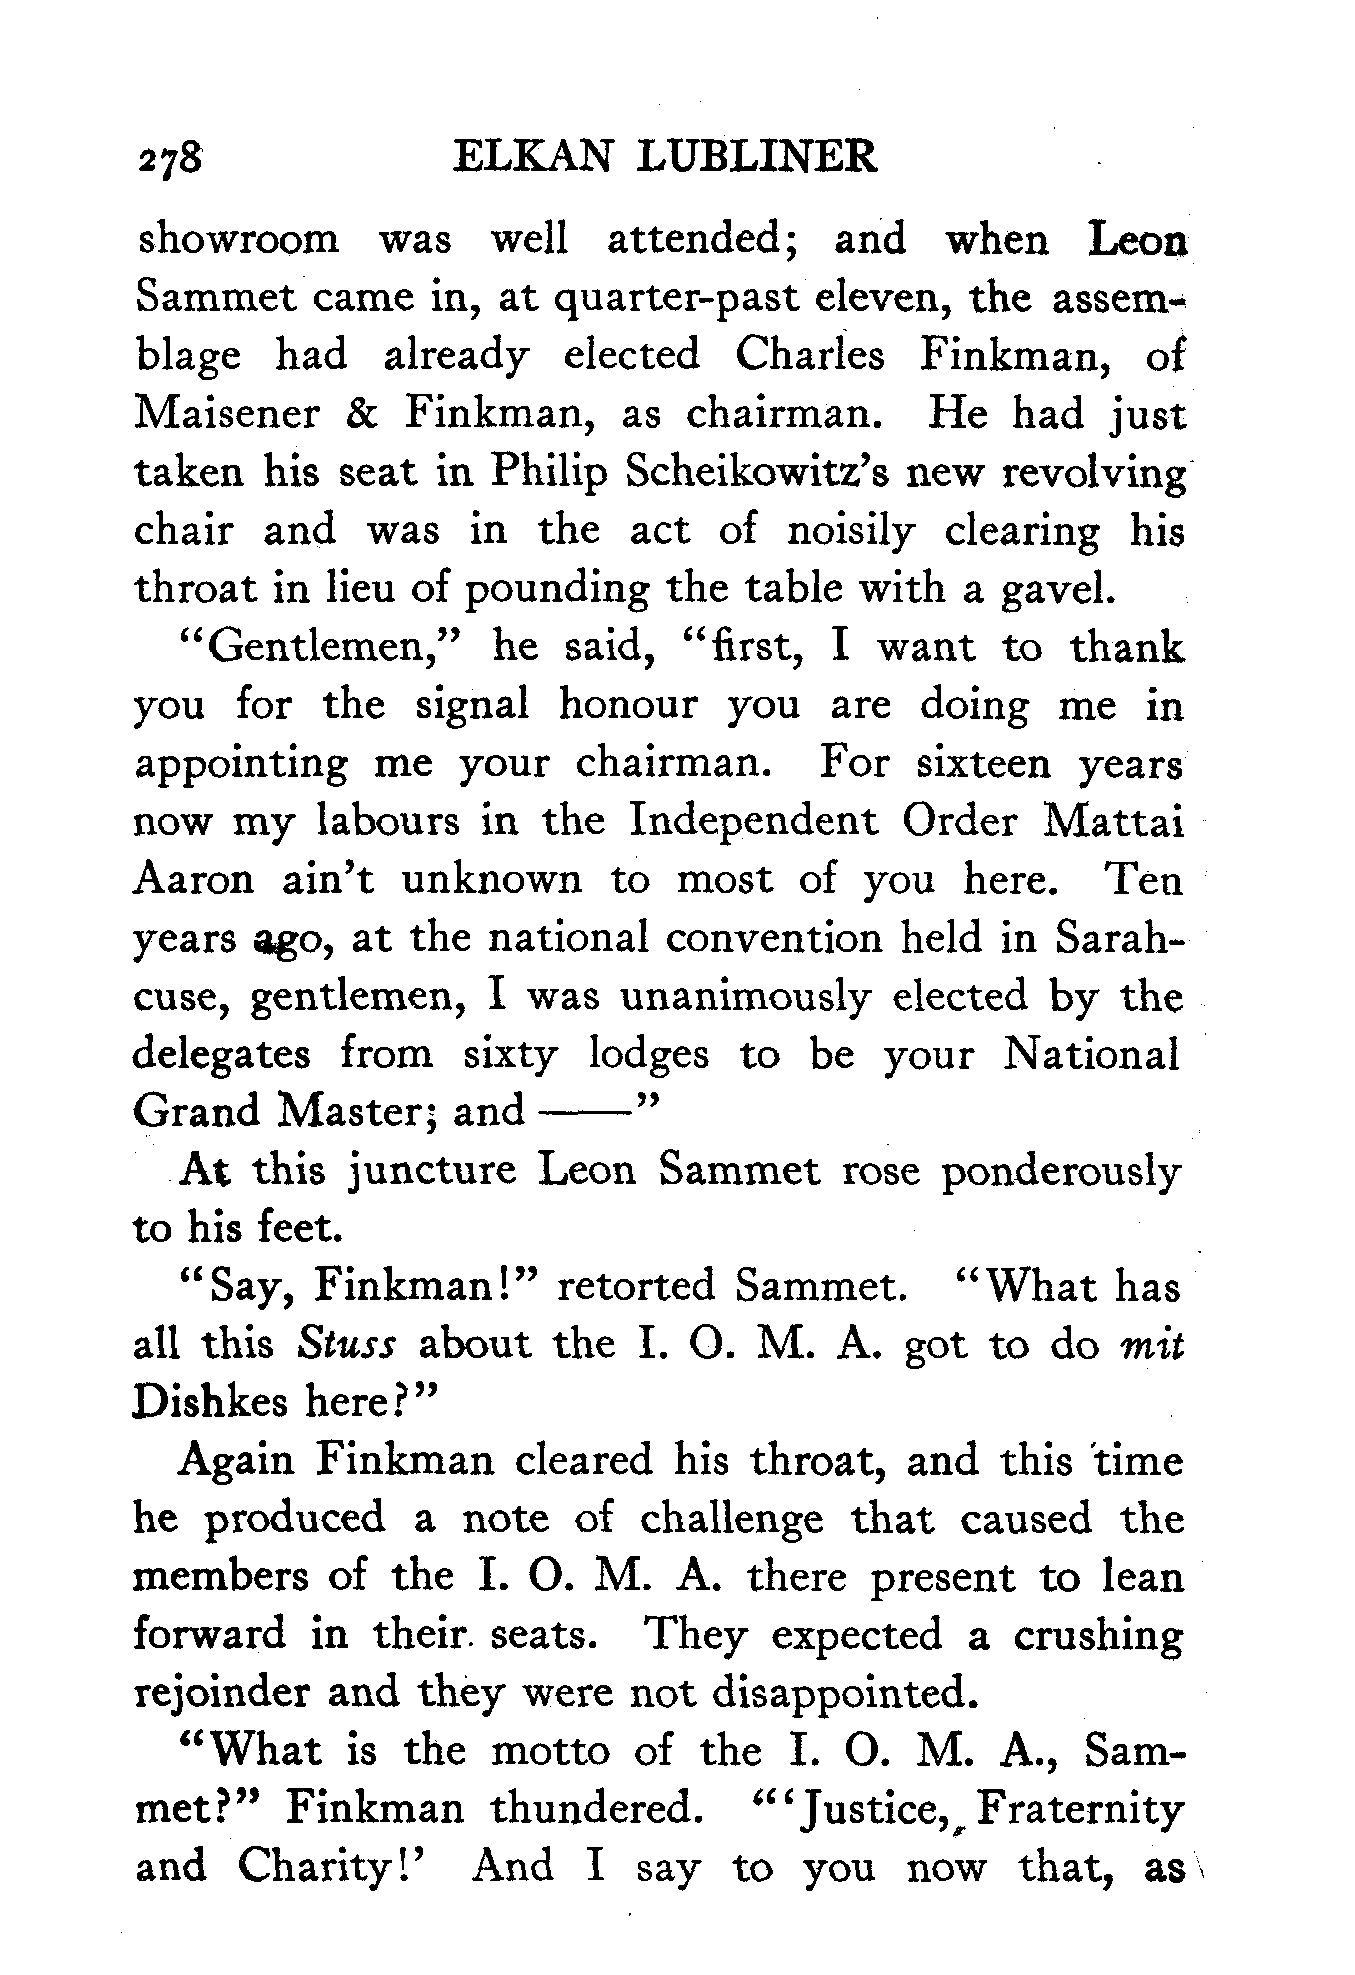 278 ELKAN LUBLINER
showroom was well attended; and when Leon
Sammet came in, at quarter-past eleven, the assem-
blage had already elected Charles Finkman, of
Maisener & Finkman, as chairman. He had just
taken his seat in Philip Scheikowitz's new revolving
chair and was in the act of noisily clearing his
throat in lieu of pounding the table with a gavel.
"Gentlemen," he said, "first, I want to thank
you for the signal honour you are doing me in
appointing me your chairman. For sixteen years
now my labours in the Independent Order Mattai
Aaron ain't unknown to most of you here. Ten
years ago, at the national convention held in Sarah-
cuse, gentlemen, I was unanimously elected by the
delegates from sixty lodges to be your National
Grand Master; and ——"
At this juncture Leon Sammet rose ponderously
to his feet.
"Say, Finkman!" retorted Sammet. "What has
all this Stuss about the I. O. M. A. got to do mit
Dishkes here?"
Again Finkman cleared his throat, and this time
he produced a note of challenge that caused the
members of the I. O. M. A. there present to lean
forward in their seats. They expected a crushing
rejoinder and they were not disappointed.
"What is the motto of the I. O. M. A., Sam-
met?" Finkman thundered. "'Justice, Fraternity
and Charity!' And I say to you now that, as